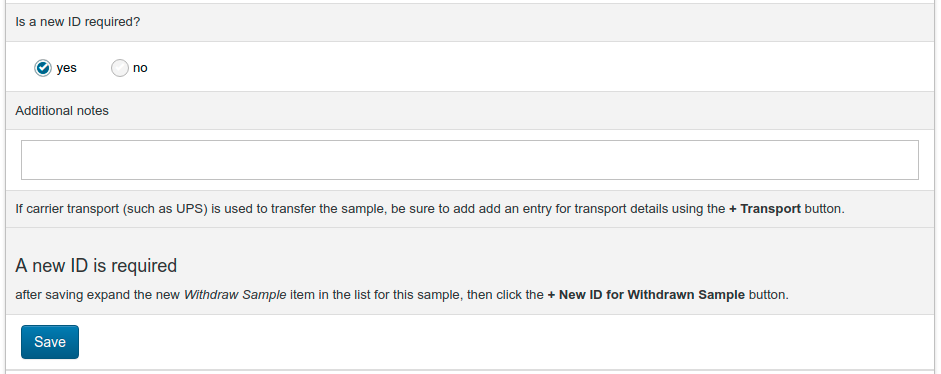 Is a new ID required?
yes no
Additional notes
If carrier transport (such as UPS) is used to transfer the sample, be sure to add add an entry for transport details using the + Transport button.
A new ID is required
after saving expand the new Withdraw Sample item in the list for this sample, then click the + New ID for Withdrawn Sample button.
Save